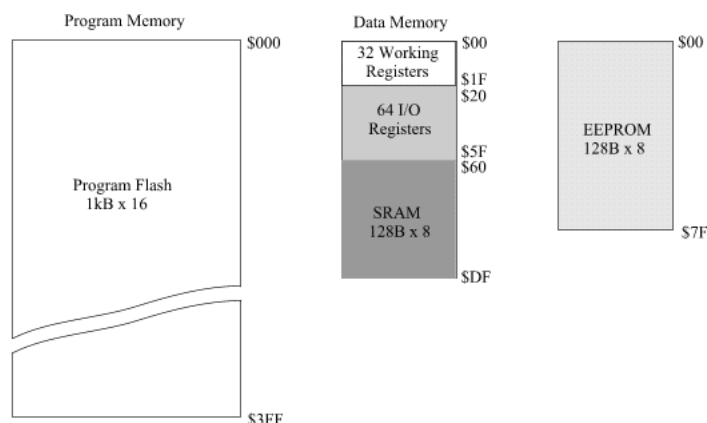 Program Memory
$000
Program Flash
1kB x 16
$3FF
Data Memory
$00
32 Working
Registers
$1F
$20
64 I/O
Registers
$5F
$60
SRAM
128B x 8
$DF
$00
EEPROM
128B x 8
$7F